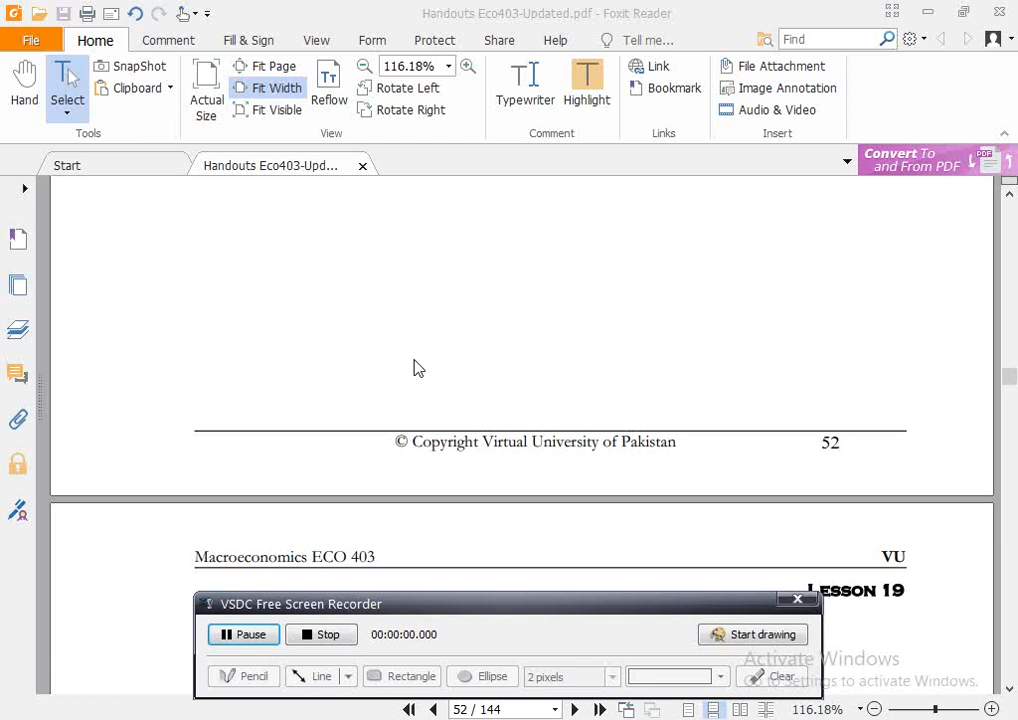 Handouts Eco403-Updated.pdf - Foxit Reader
File Home Comment Fill & Sign View Form Protect Share Help Tell me... Find
Hand
Select
SnapShot
Clipboard
Tools
Actual Size
Fit Page
Fit Width
Fit Visible
Reflow
116.18%
Rotate Left
Rotate Right
View
Typewriter
Highlight
Comment
Link
Bookmark
Links
File Attachment
Image Annotation
Audio & Video
Insert
Start
Handouts Eco403-Upd...
Convert To
and From PDF
PDF
© Copyright Virtual University of Pakistan 52
Macroeconomics ECO 403 VU
Lesson 19
VSDC Free Screen Recorder
Pause Stop 00:00:00.000 Start drawing
Pencil Line Rectangle Ellipse 2 pixels Clear
Activate Windows
Go to Settings to activate Windows.
52 / 144 116.18%